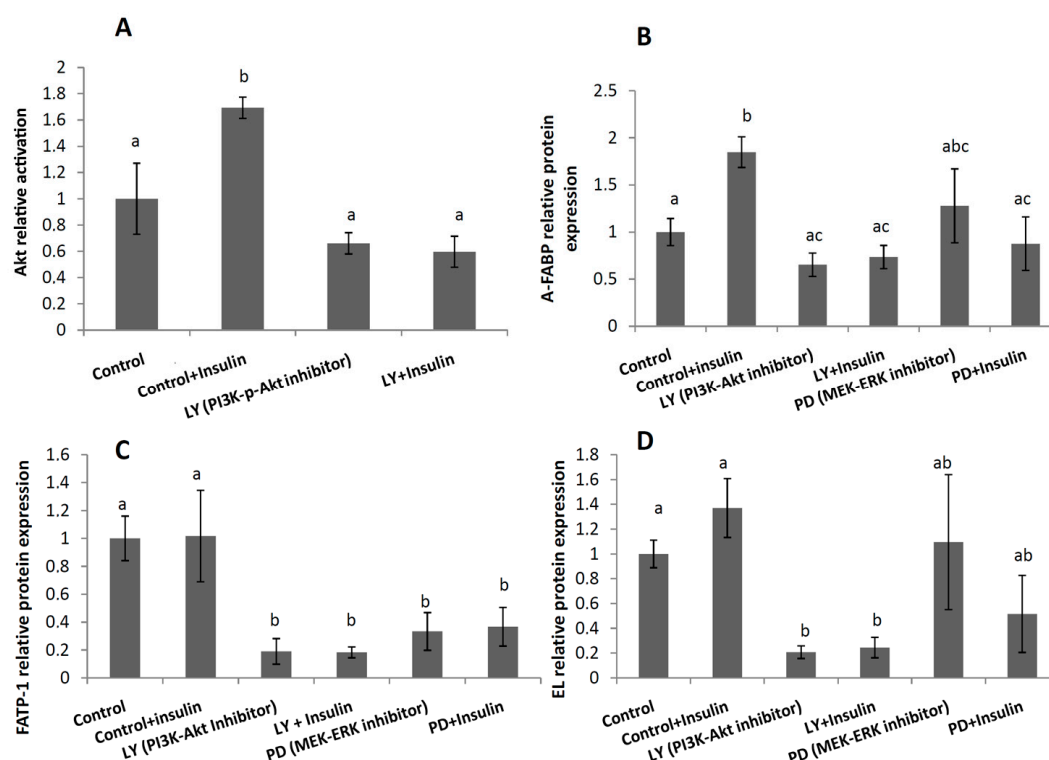 A
Akt relative activation
2
1.8
1.6
1.4
1.2
1
0.8
0.6
0.4
0.2
0
a
b
a
a
Control
Control+Insulin
LY (PI3K-p-Akt inhibitor)
LY+Insulin
B
A-FABP relative protein
expression
2.5
2
1.5
1
0.5
0
a
b
ac
ac
abc
ac
Control
Control+insulin
LY (PI3K-Akt inhibitor)
LY+Insulin
PD (MEK-ERK inhibitor)
PD+Insulin
C
FATP-1 relative protein expression
1.6
1.4
1.2
1
0.8
0.6
0.4
0.2
0
a
a
b
b
b
b
Control
Control+insulin
LY (PI3K-Akt Inhibitor)
LY + Insulin
PD (MEK-ERK inhibitor)
PD+Insulin
D
EL relative protein expression
1.8
1.6
1.4
1.2
1
0.8
0.6
0.4
0.2
0
a
a
b
b
ab
ab
Control
Control+Insulin
LY (PI3K-Akt inhibitor)
LY+Insulin
PD (MEK-ERK inhibitor)
PD+Insulin